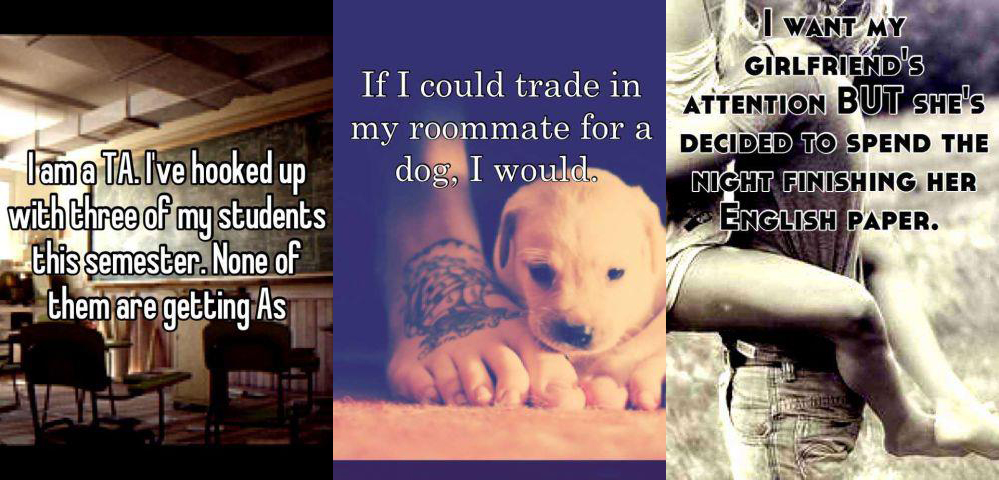 I am a TA. I've hooked up
with three of my students
this semester. None of
them are getting As
If I could trade in
my roommate for a
dog, I would.
I WANT MY
GIRLFRIEND'S
ATTENTION BUT SHE'S
DECIDED TO SPEND THE
NIGHT FINISHING HER
ENGLISH PAPER.